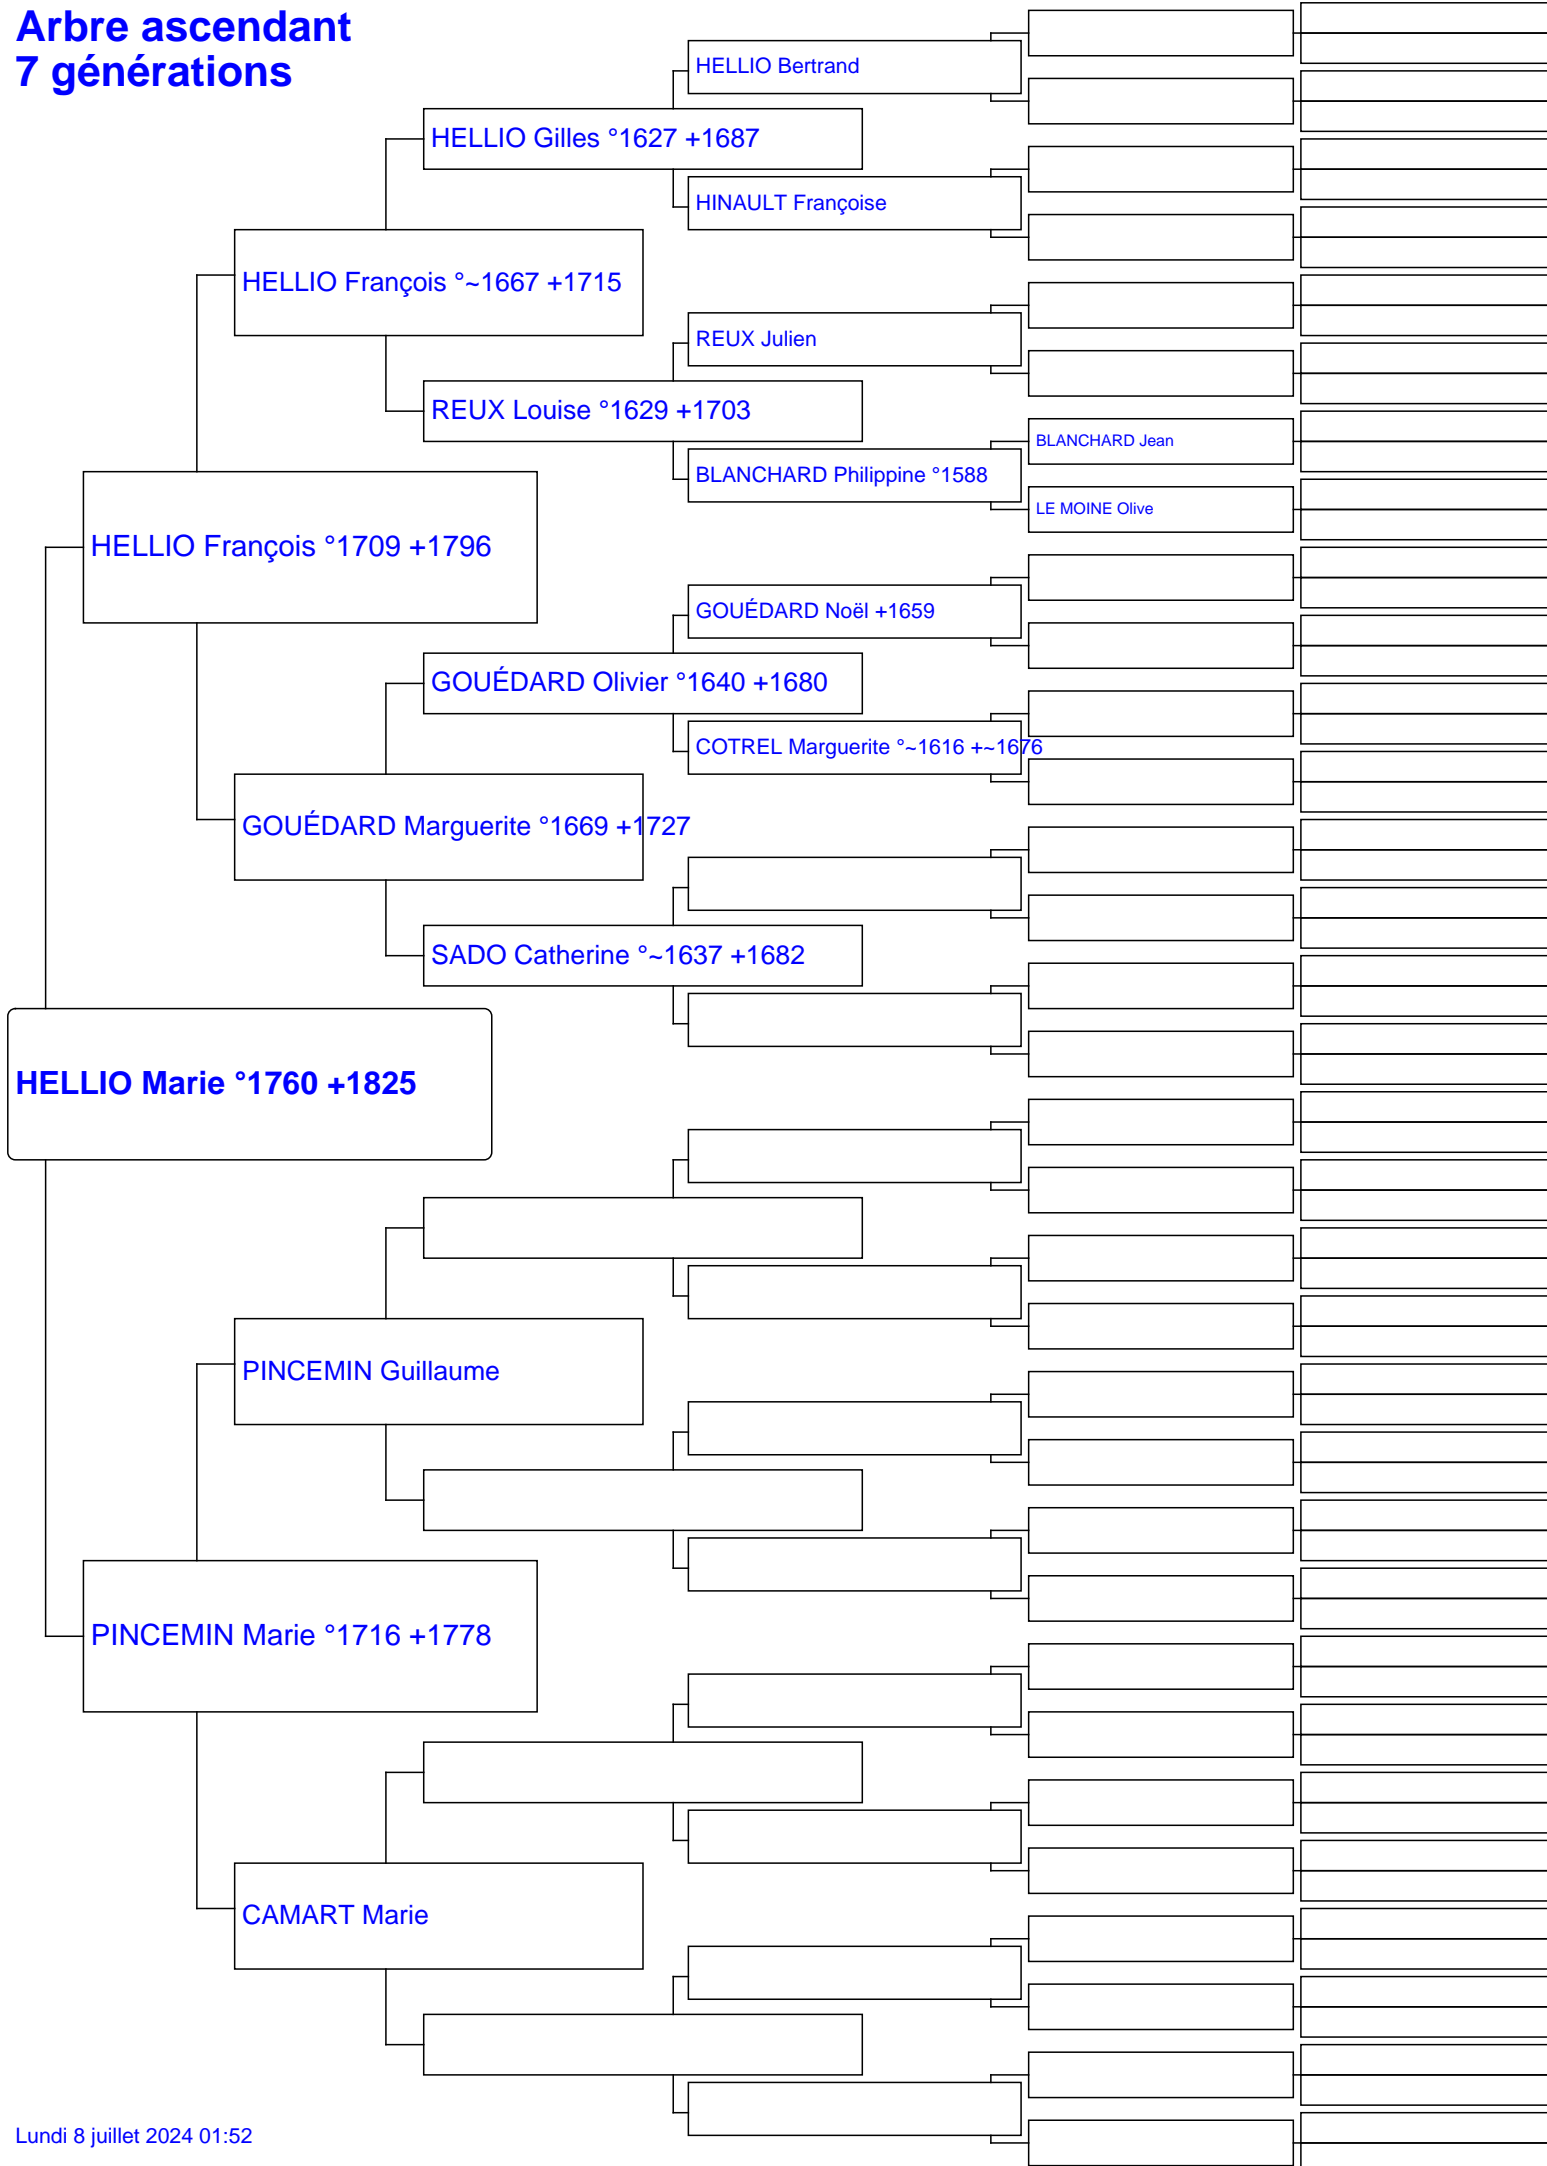 Arbre ascendant
7 générations
HELLIO Bertrand
HELLIO Gilles °1627 +1687
HINAULT Françoise
HELLIO François °~1667 +1715
REUX Julien
REUX Louise °1629 +1703
BLANCHARD Jean
BLANCHARD Philippine °1588
LE MOINE Olive
HELLIO François °1709 +1796
GOUÉDARD Noël +1659
GOUÉDARD Olivier °1640 +1680
COTREL Marguerite °~1616 +~1676
GOUÉDARD Marguerite °1669 +1727
SADO Catherine °~1637 +1682
HELLIO Marie °1760 +1825
PINCEMIN Guillaume
PINCEMIN Marie °1716 +1778
CAMART Marie
Lundi 8 juillet 2024 01:52